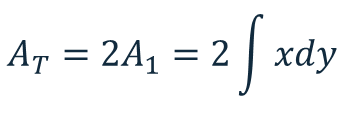 A_T = 2A_1 = 2 ∫ xdy